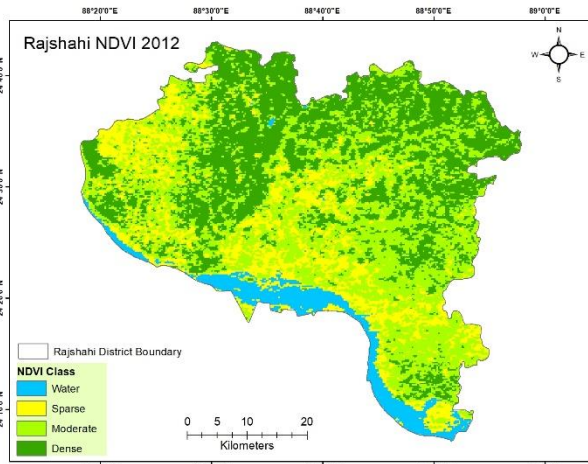 88°20'0"E 88°30'0"E 88°40'0"E 88°50'0"E 89°0'0"E
Rajshahi NDVI 2012
N
W E
S
Rajshahi District Boundary
NDVI Class
Water
Sparse
Moderate
Dense
0 5 10 20
Kilometers